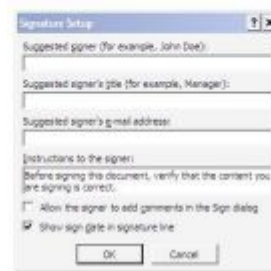 Signature Setup
Suggested signer (for example, John Doe):
Suggested signer's title (for example, Manager):
Suggested signer's e-mail address:
Instructions to the signer:
Before signing this document, verify that the content you
are signing is correct.
Allow the signer to add comments in the Sign dialog
Show sign date in signature line
OK Cancel